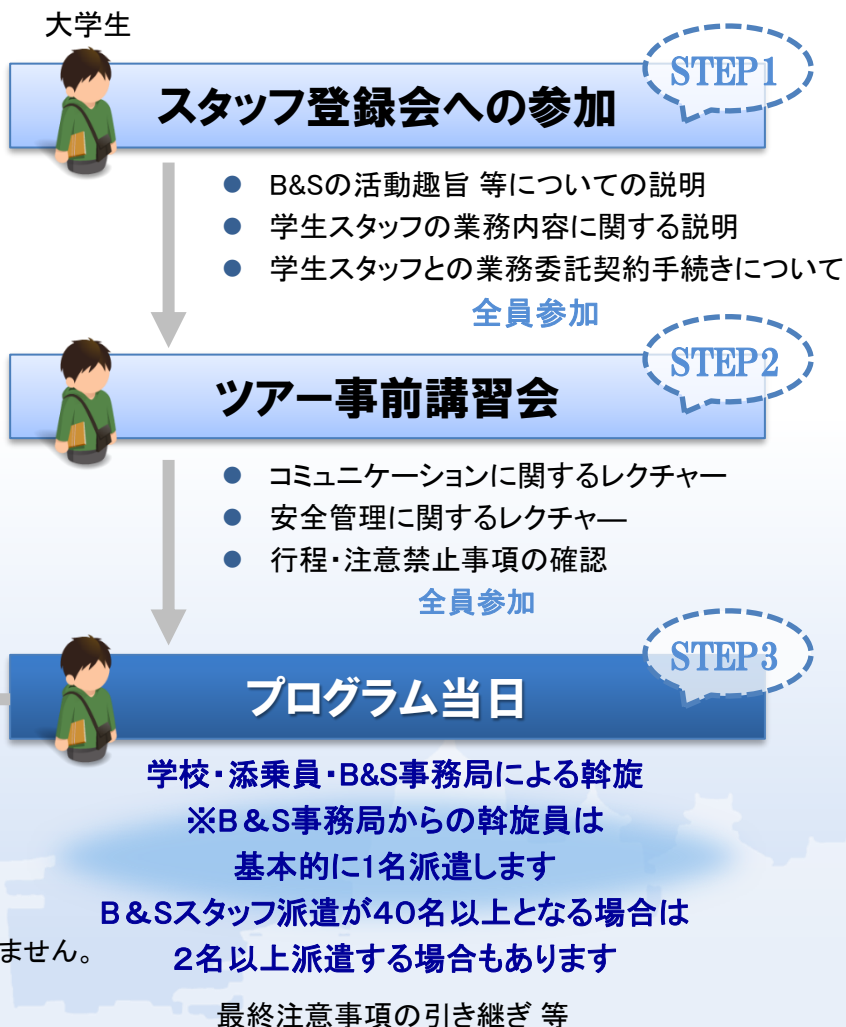 大学生
STEP1
スタッフ登録会への参加
● B&Sの活動趣旨 等についての説明
● 学生スタッフの業務内容に関する説明
● 学生スタッフとの業務委託契約手続きについて
全員参加
STEP2
ツアー事前講習会
● コミュニケーションに関するレクチャー
● 安全管理に関するレクチャ―
● 行程・注意禁止事項の確認
全員参加
STEP3
プログラム当日
学校・添乗員・B&S事務局による斡旋
※B＆S事務局からの斡旋員は
基本的に1名派遣します
B＆Sスタッフ派遣が40名以上となる場合は
ません。
2名以上派遣する場合もあります
最終注意事項の引き継ぎ 等